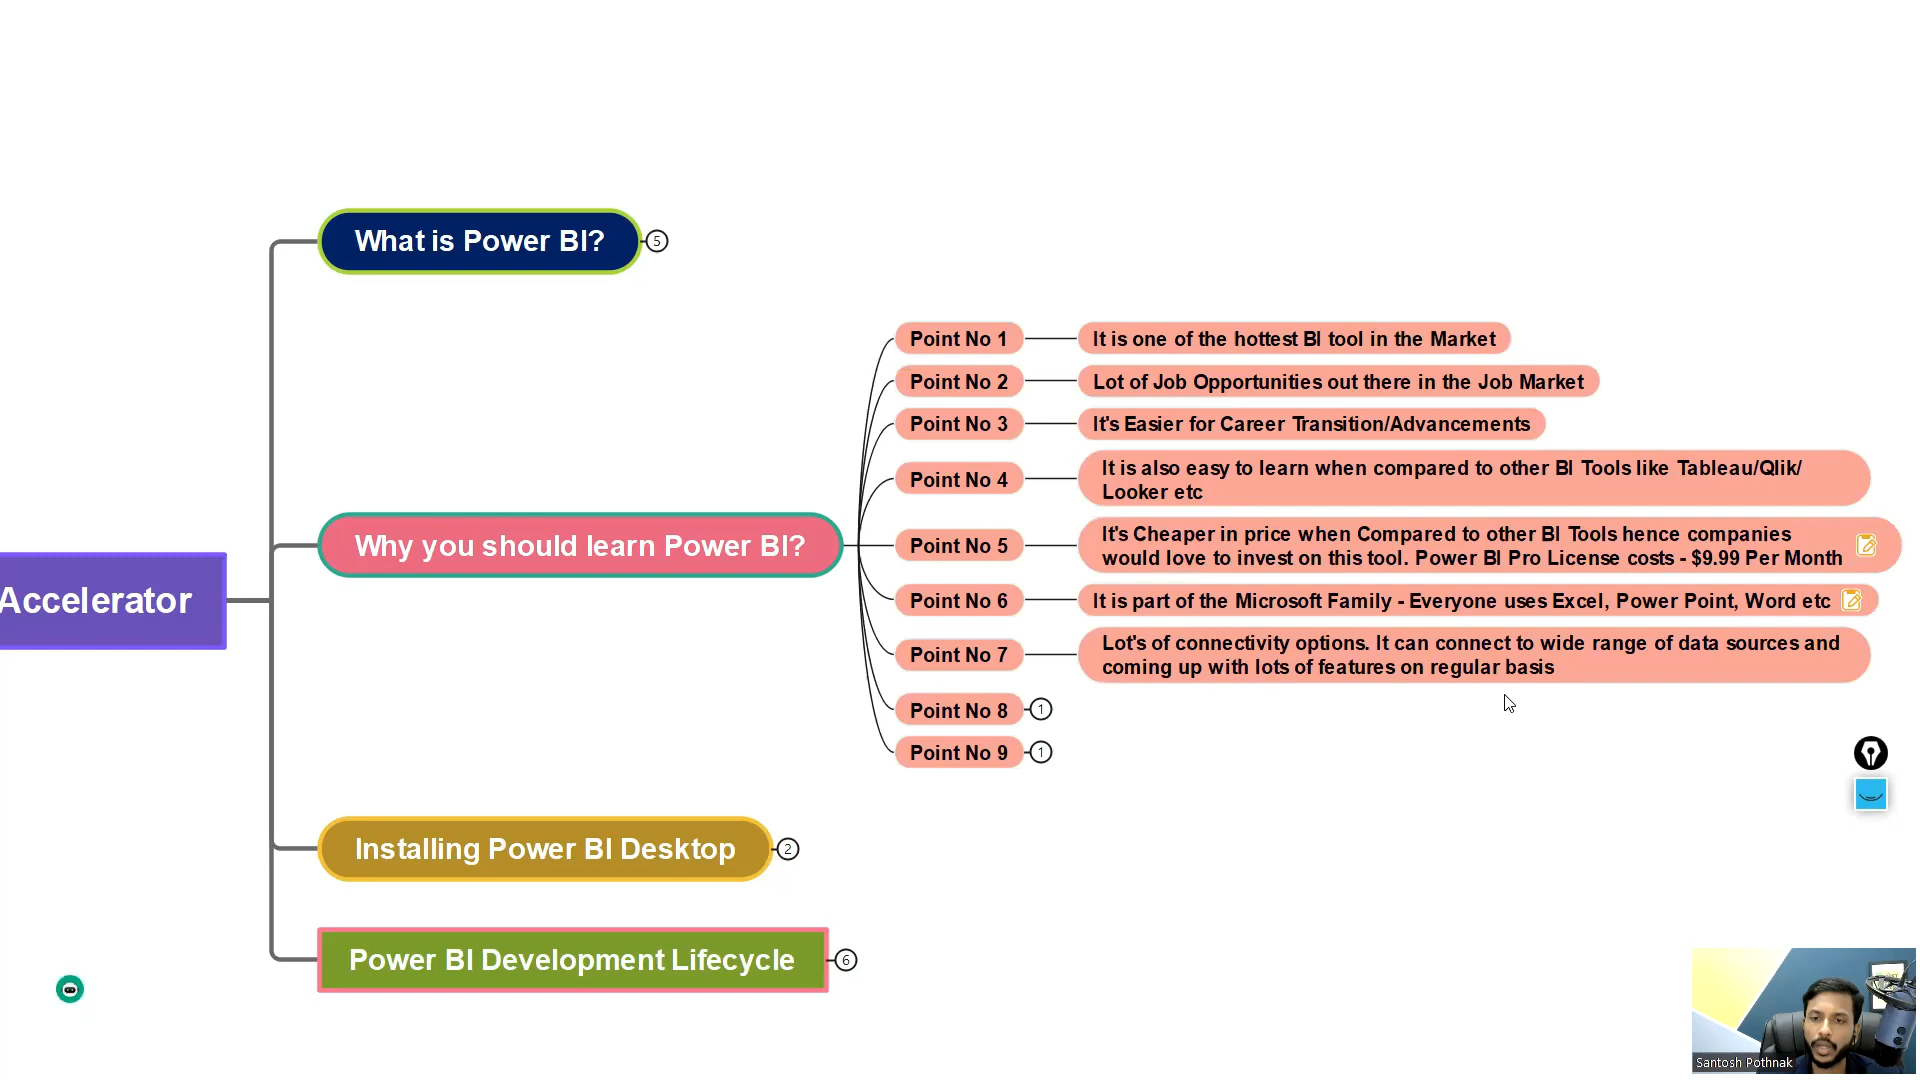 What is Power BI?
5
Point No 1
It is one of the hottest BI tool in the Market
Point No 2
Lot of Job Opportunities out there in the Job Market
Point No 3
It's Easier for Career Transition/Advancements
Point No 4
It is also easy to learn when compared to other BI Tools like Tableau/Qlik/
Looker etc
Why you should learn Power BI?
Point No 5
It's Cheaper in price when Compared to other BI Tools hence companies
would love to invest on this tool. Power BI Pro License costs - $9.99 Per Month
Accelerator
Point No 6
It is part of the Microsoft Family - Everyone uses Excel, Power Point, Word etc
Point No 7
Lot's of connectivity options. It can connect to wide range of data sources and
coming up with lots of features on regular basis
Point No 8
1
Point No 9
1
Installing Power BI Desktop
2
Power BI Development Lifecycle
6
Santosh Pothnak